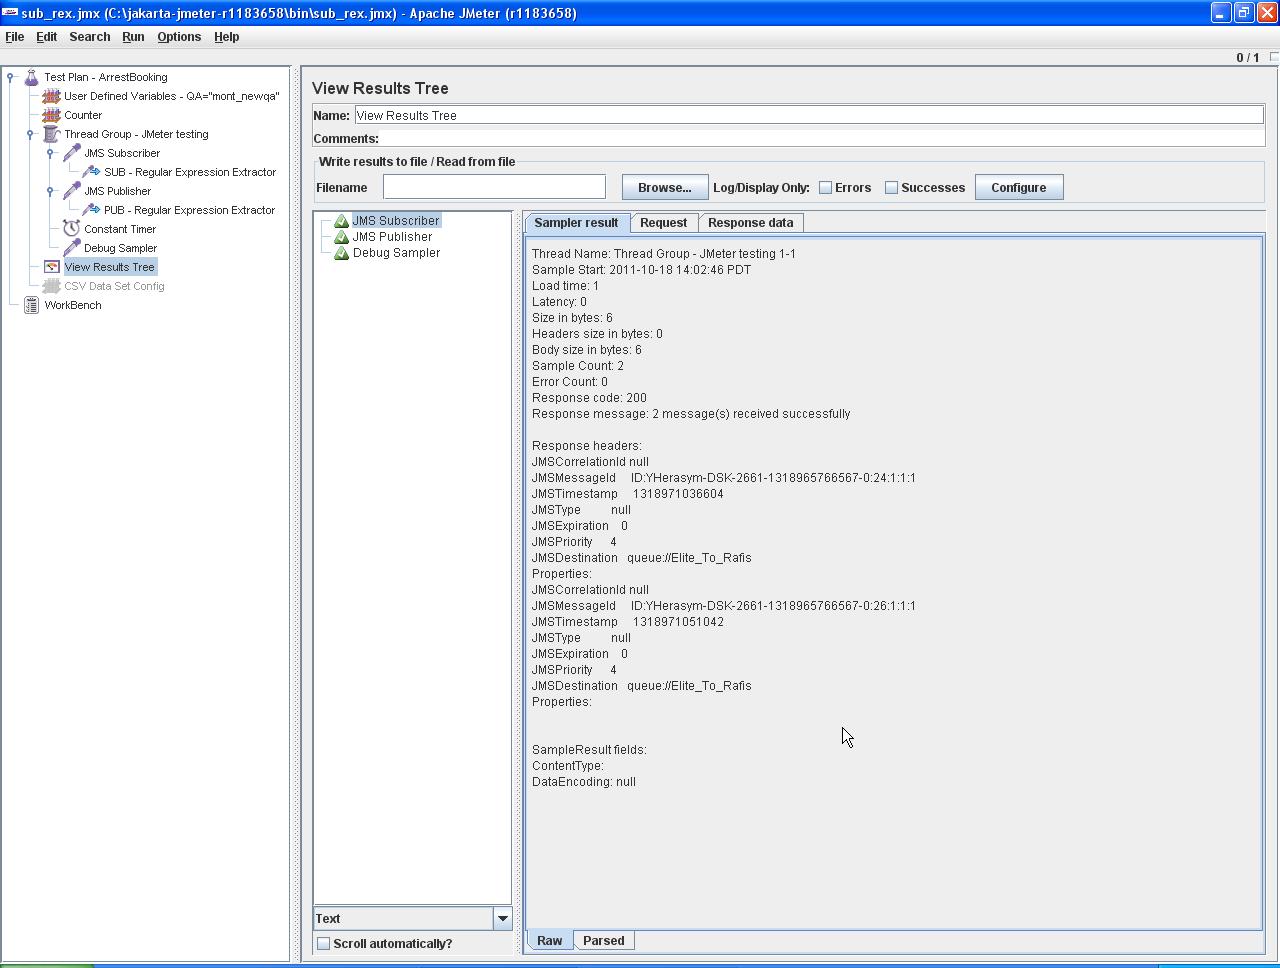 sub_rex.jmx (C:\jakarta-jmeter-r1183658\bin\sub_rex.jmx) - Apache JMeter (r1183658)
File Edit Search Run Options Help
0 / 1
Test Plan - ArrestBooking
User Defined Variables - QA="mont_newqa"
Counter
Thread Group - JMeter testing
JMS Subscriber
SUB - Regular Expression Extractor
JMS Publisher
PUB - Regular Expression Extractor
Constant Timer
Debug Sampler
View Results Tree
CSV Data Set Config
WorkBench
View Results Tree
Name: View Results Tree
Comments:
Write results to file / Read from file
Filename Browse... Log/Display Only: Errors Successes Configure
JMS Subscriber
JMS Publisher
Debug Sampler
Text
Scroll automatically?
Sampler result Request Response data
Thread Name: Thread Group - JMeter testing 1-1
Sample Start: 2011-10-18 14:02:46 PDT
Load time: 1
Latency: 0
Size in bytes: 6
Headers size in bytes: 0
Body size in bytes: 6
Sample Count: 2
Error Count: 0
Response code: 200
Response message: 2 message(s) received successfully
Response headers:
JMSCorrelationId null
JMSMessageId ID:YHerasym-DSK-2661-1318965766567-0:24:1:1:1
JMSTimestamp 1318971036604
JMSType null
JMSExpiration 0
JMSPriority 4
JMSDestination queue://Elite_To_Rafis
Properties:
JMSCorrelationId null
JMSMessageId ID:YHerasym-DSK-2661-1318965766567-0:26:1:1:1
JMSTimestamp 1318971051042
JMSType null
JMSExpiration 0
JMSPriority 4
JMSDestination queue://Elite_To_Rafis
Properties:
SampleResult fields:
ContentType:
DataEncoding: null
Raw Parsed